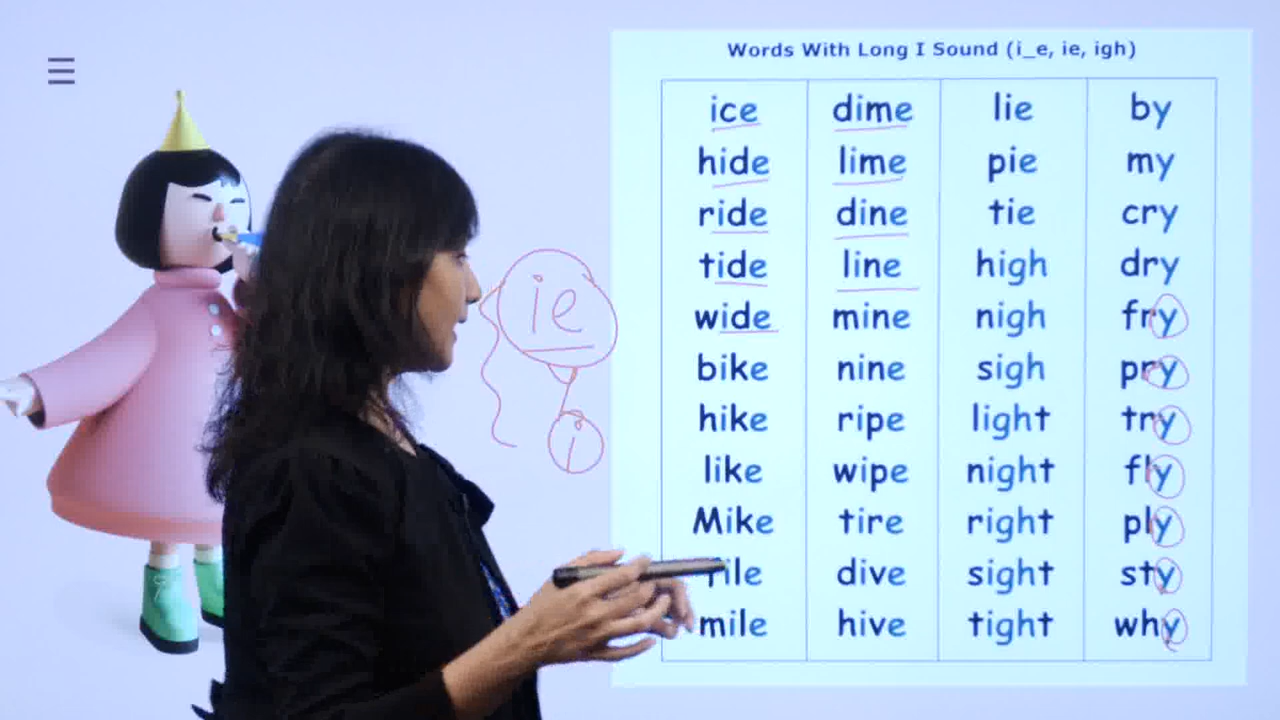 Words With Long I Sound (i_e, ie, igh)
ice dime lie by
hide lime pie my
ride dine tie cry
tide line high dry
wide mine nigh fry
ie
bike nine sigh pry
hike ripe light try
i
like wipe night fly
Mike tire right ply
dive sight sty
mile hive tight why